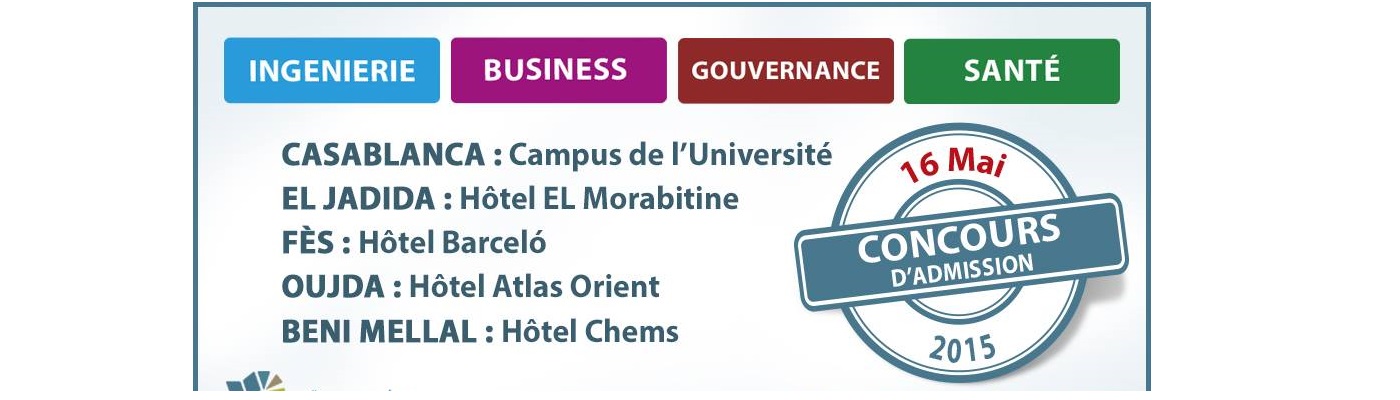 INGENIERIE
BUSINESS
GOUVERNANCE
SANTÉ
CASABLANCA : Campus de l'Université
EL JADIDA : Hôtel EL Morabitine
FÈS : Hôtel Barceló
OUJDA : Hôtel Atlas Orient
BENI MELLAL : Hôtel Chems
16 Mai
CONCOURS
D'ADMISSION
2015